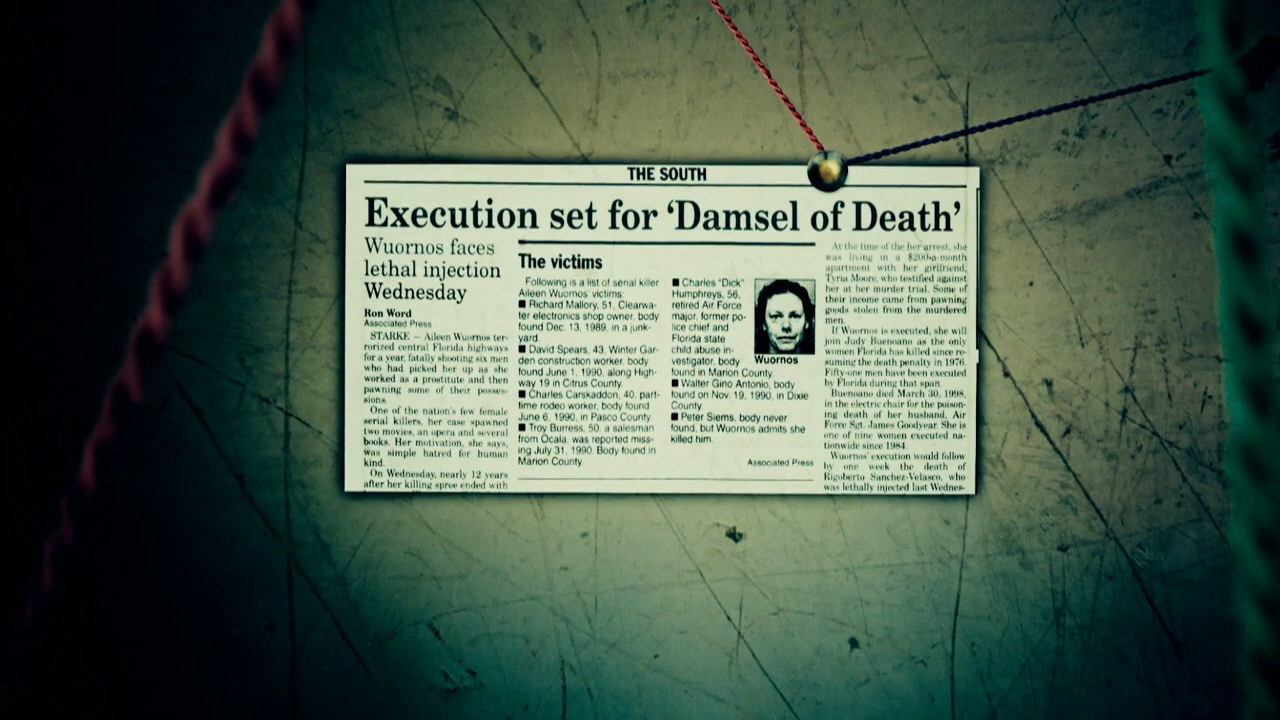 THE SOUTH
Execution set for ‘Damsel of Death’
Wuornos faces
lethal injection
Wednesday
Ron Word
Associated Press
STARKE — Aileen Wuornos ter-
rorized central Florida highways
for a year, fatally shooting six men
who had picked her up as she
worked as a prostitute and then
pawning some of their posses-
sions.
One of the nation's few female
serial killers, her case spawned
two movies, an opera and several
books. Her motivation, she says,
was simple hatred for human
kind.
On Wednesday, nearly 12 years
after her killing spree ended with
The victims
Following is a list of serial killer
Aileen Wuornos' victims:
■ Richard Mallory, 51, Clearwa-
ter electronics shop owner, body
found Dec. 13, 1989, in a junk-
yard.
■ David Spears, 43, Winter Gar-
den construction worker, body
found June 1, 1990, along High-
way 19 in Citrus County.
■ Charles Carskaddon, 40, part-
time rodeo worker, body found
June 6, 1990, in Pasco County.
■ Troy Burress, 50, a salesman
from Ocala, was reported miss-
ing July 31, 1990. Body found in
Marion County.
■ Charles "Dick"
Humphreys, 56,
retired Air Force
major, former po-
lice chief and
Florida state
child abuse in-
vestigator, body
found in Marion County.
■ Walter Gino Antonio, body
found on Nov. 19, 1990, in Dixie
County.
■ Peter Siems, body never
found, but Wuornos admits she
killed him.
Wuornos
Associated Press
At the time of the her arrest, she
was living in a $200-a-month
apartment with her girlfriend,
Tyria Moore, who testified against
her at her murder trial. Some of
their income came from pawning
goods stolen from the murdered
men.
If Wuornos is executed, she will
join Judy Buenoano as the only
women Florida has killed since re-
suming the death penalty in 1976.
Fifty-one men have been executed
by Florida during that span.
Buenoano died March 30, 1998,
in the electric chair for the poison-
ing death of her husband, Air
Force Sgt. James Goodyear. She is
one of nine women executed na-
tionwide since 1984.
Wuornos' execution would follow
by one week the death of
Rigoberto Sanchez-Velasco, who
was lethally injected last Wednes-